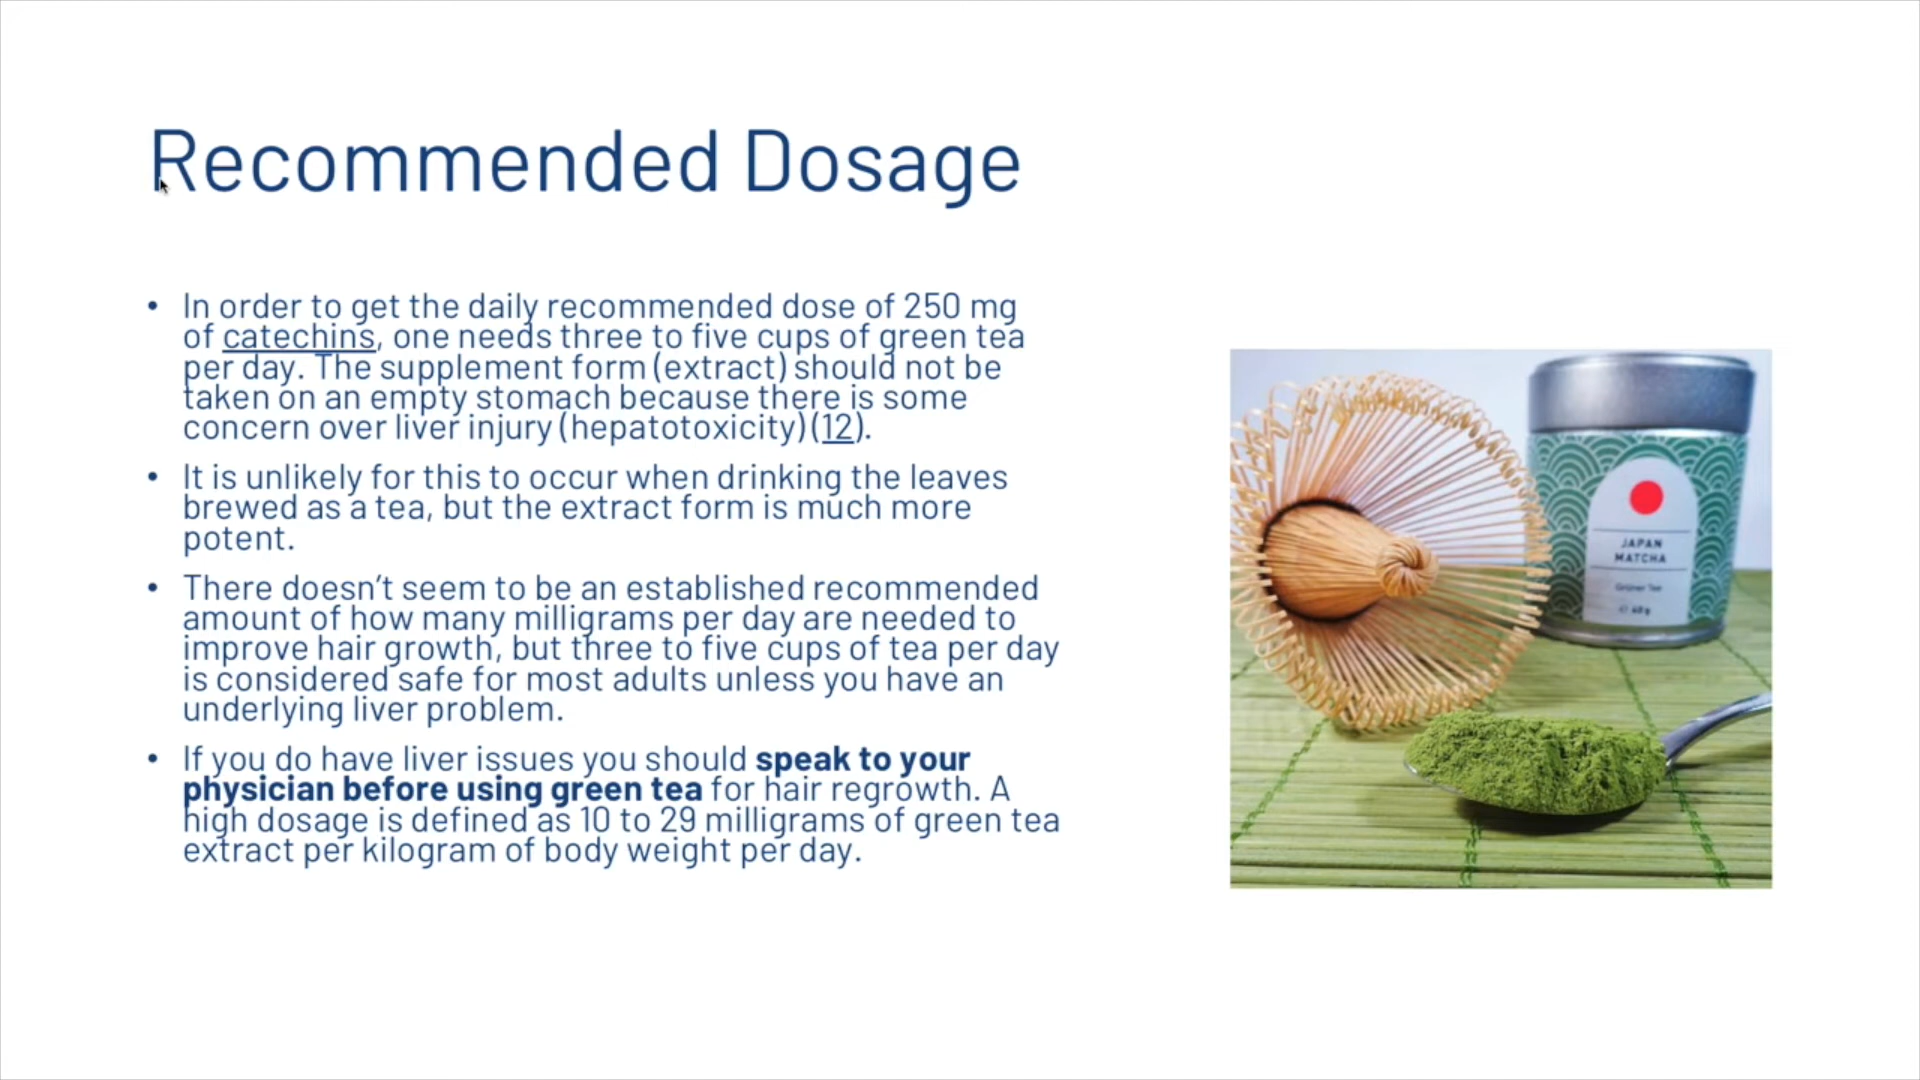 Recommended Dosage
• In order to get the daily recommended dose of 250 mg
of catechins, one needs three to five cups of green tea
per day. The supplement form (extract) should not be
taken on an empty stomach because there is some
concern over liver injury (hepatotoxicity) (12).
• It is unlikely for this to occur when drinking the leaves
brewed as a tea, but the extract form is much more
potent.
• There doesn’t seem to be an established recommended
amount of how many milligrams per day are needed to
improve hair growth, but three to five cups of tea per day
is considered safe for most adults unless you have an
underlying liver problem.
• If you do have liver issues you should speak to your
physician before using green tea for hair regrowth. A
high dosage is defined as 10 to 29 milligrams of green tea
extract per kilogram of body weight per day.
JAPAN
MATCHA
Grüner Tee
40g